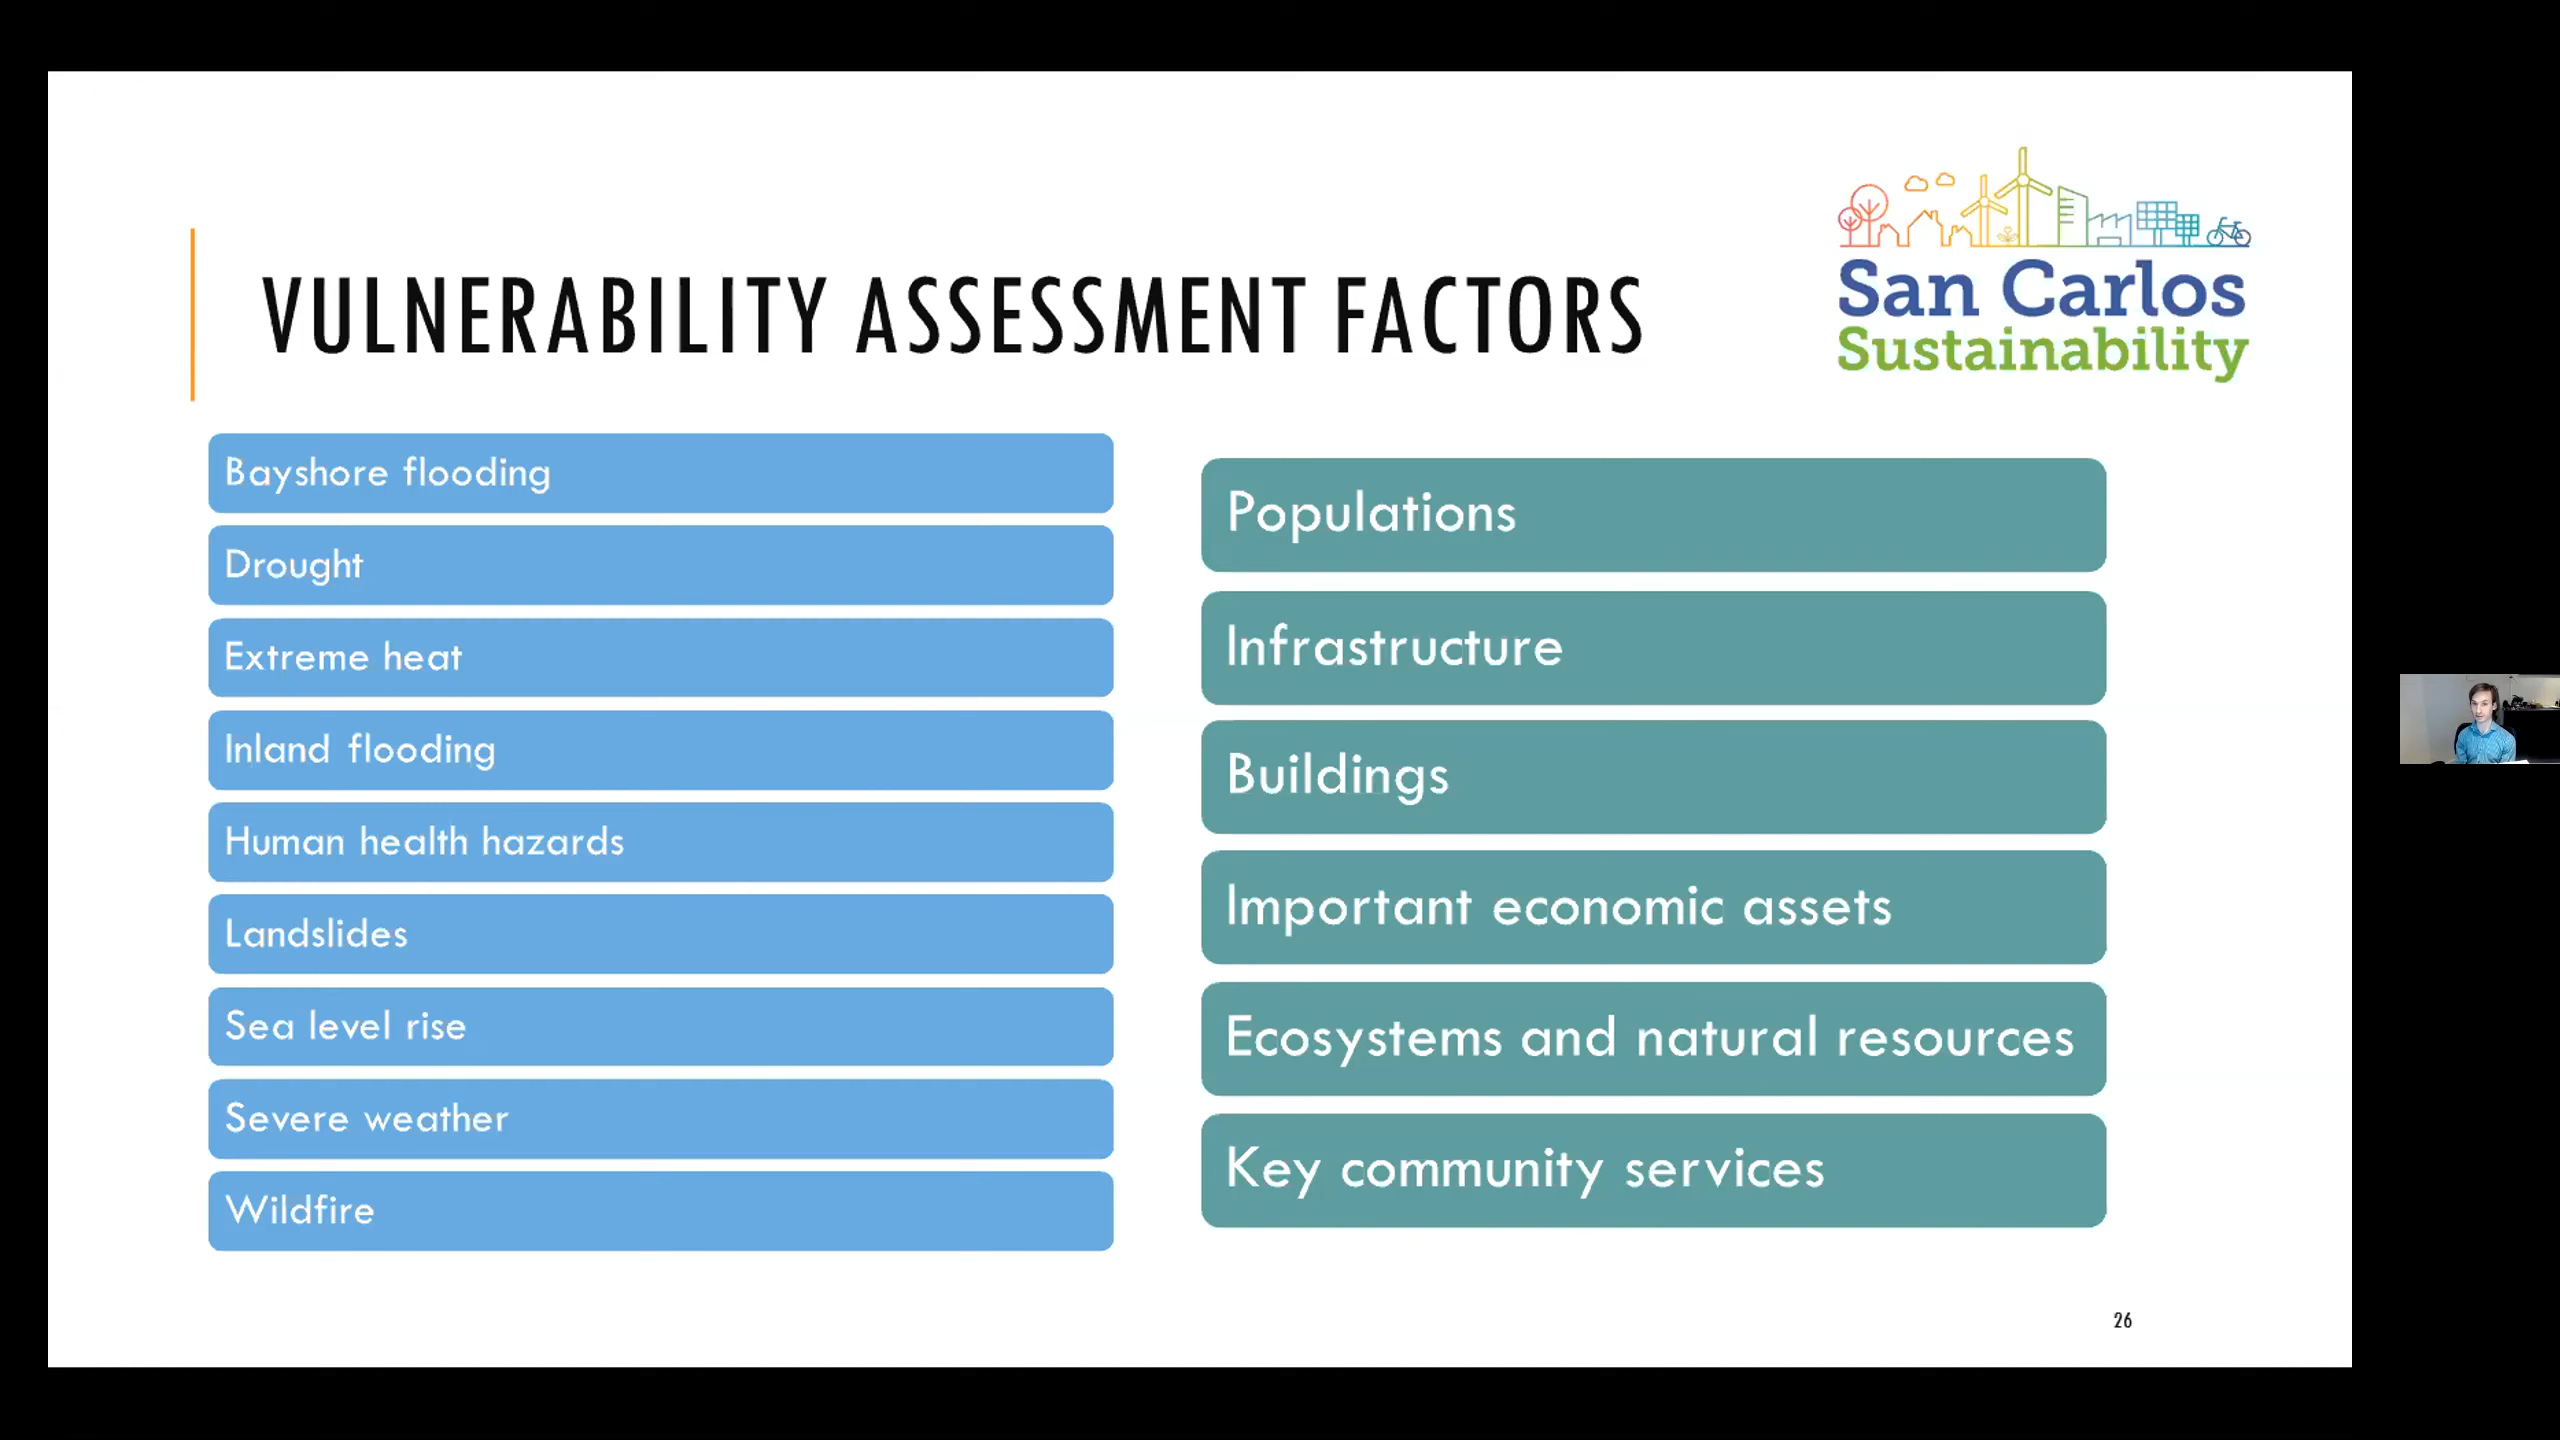 VULNERABILITY ASSESSMENT FACTORS
San Carlos
Sustainability
Bayshore flooding
Drought
Extreme heat
Inland flooding
Human health hazards
Landslides
Sea level rise
Severe weather
Wildfire
Populations
Infrastructure
Buildings
Important economic assets
Ecosystems and natural resources
Key community services
26